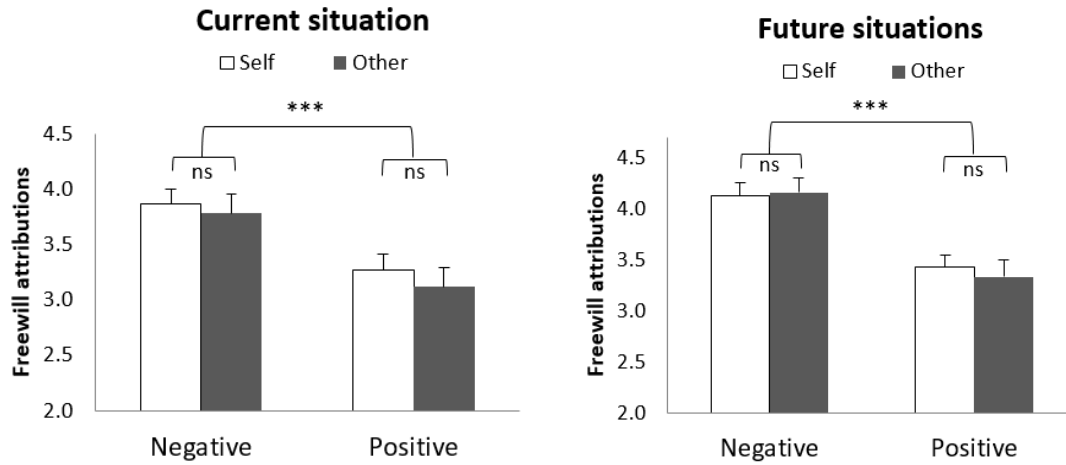 Current situation
Self Other
***
Freewill attributions
4.5
4.0
3.5
3.0
2.5
2.0
ns
ns
Negative Positive
Future situations
Self Other
***
Freewill attributions
4.5
4.0
3.5
3.0
2.5
2.0
ns
ns
Negative Positive